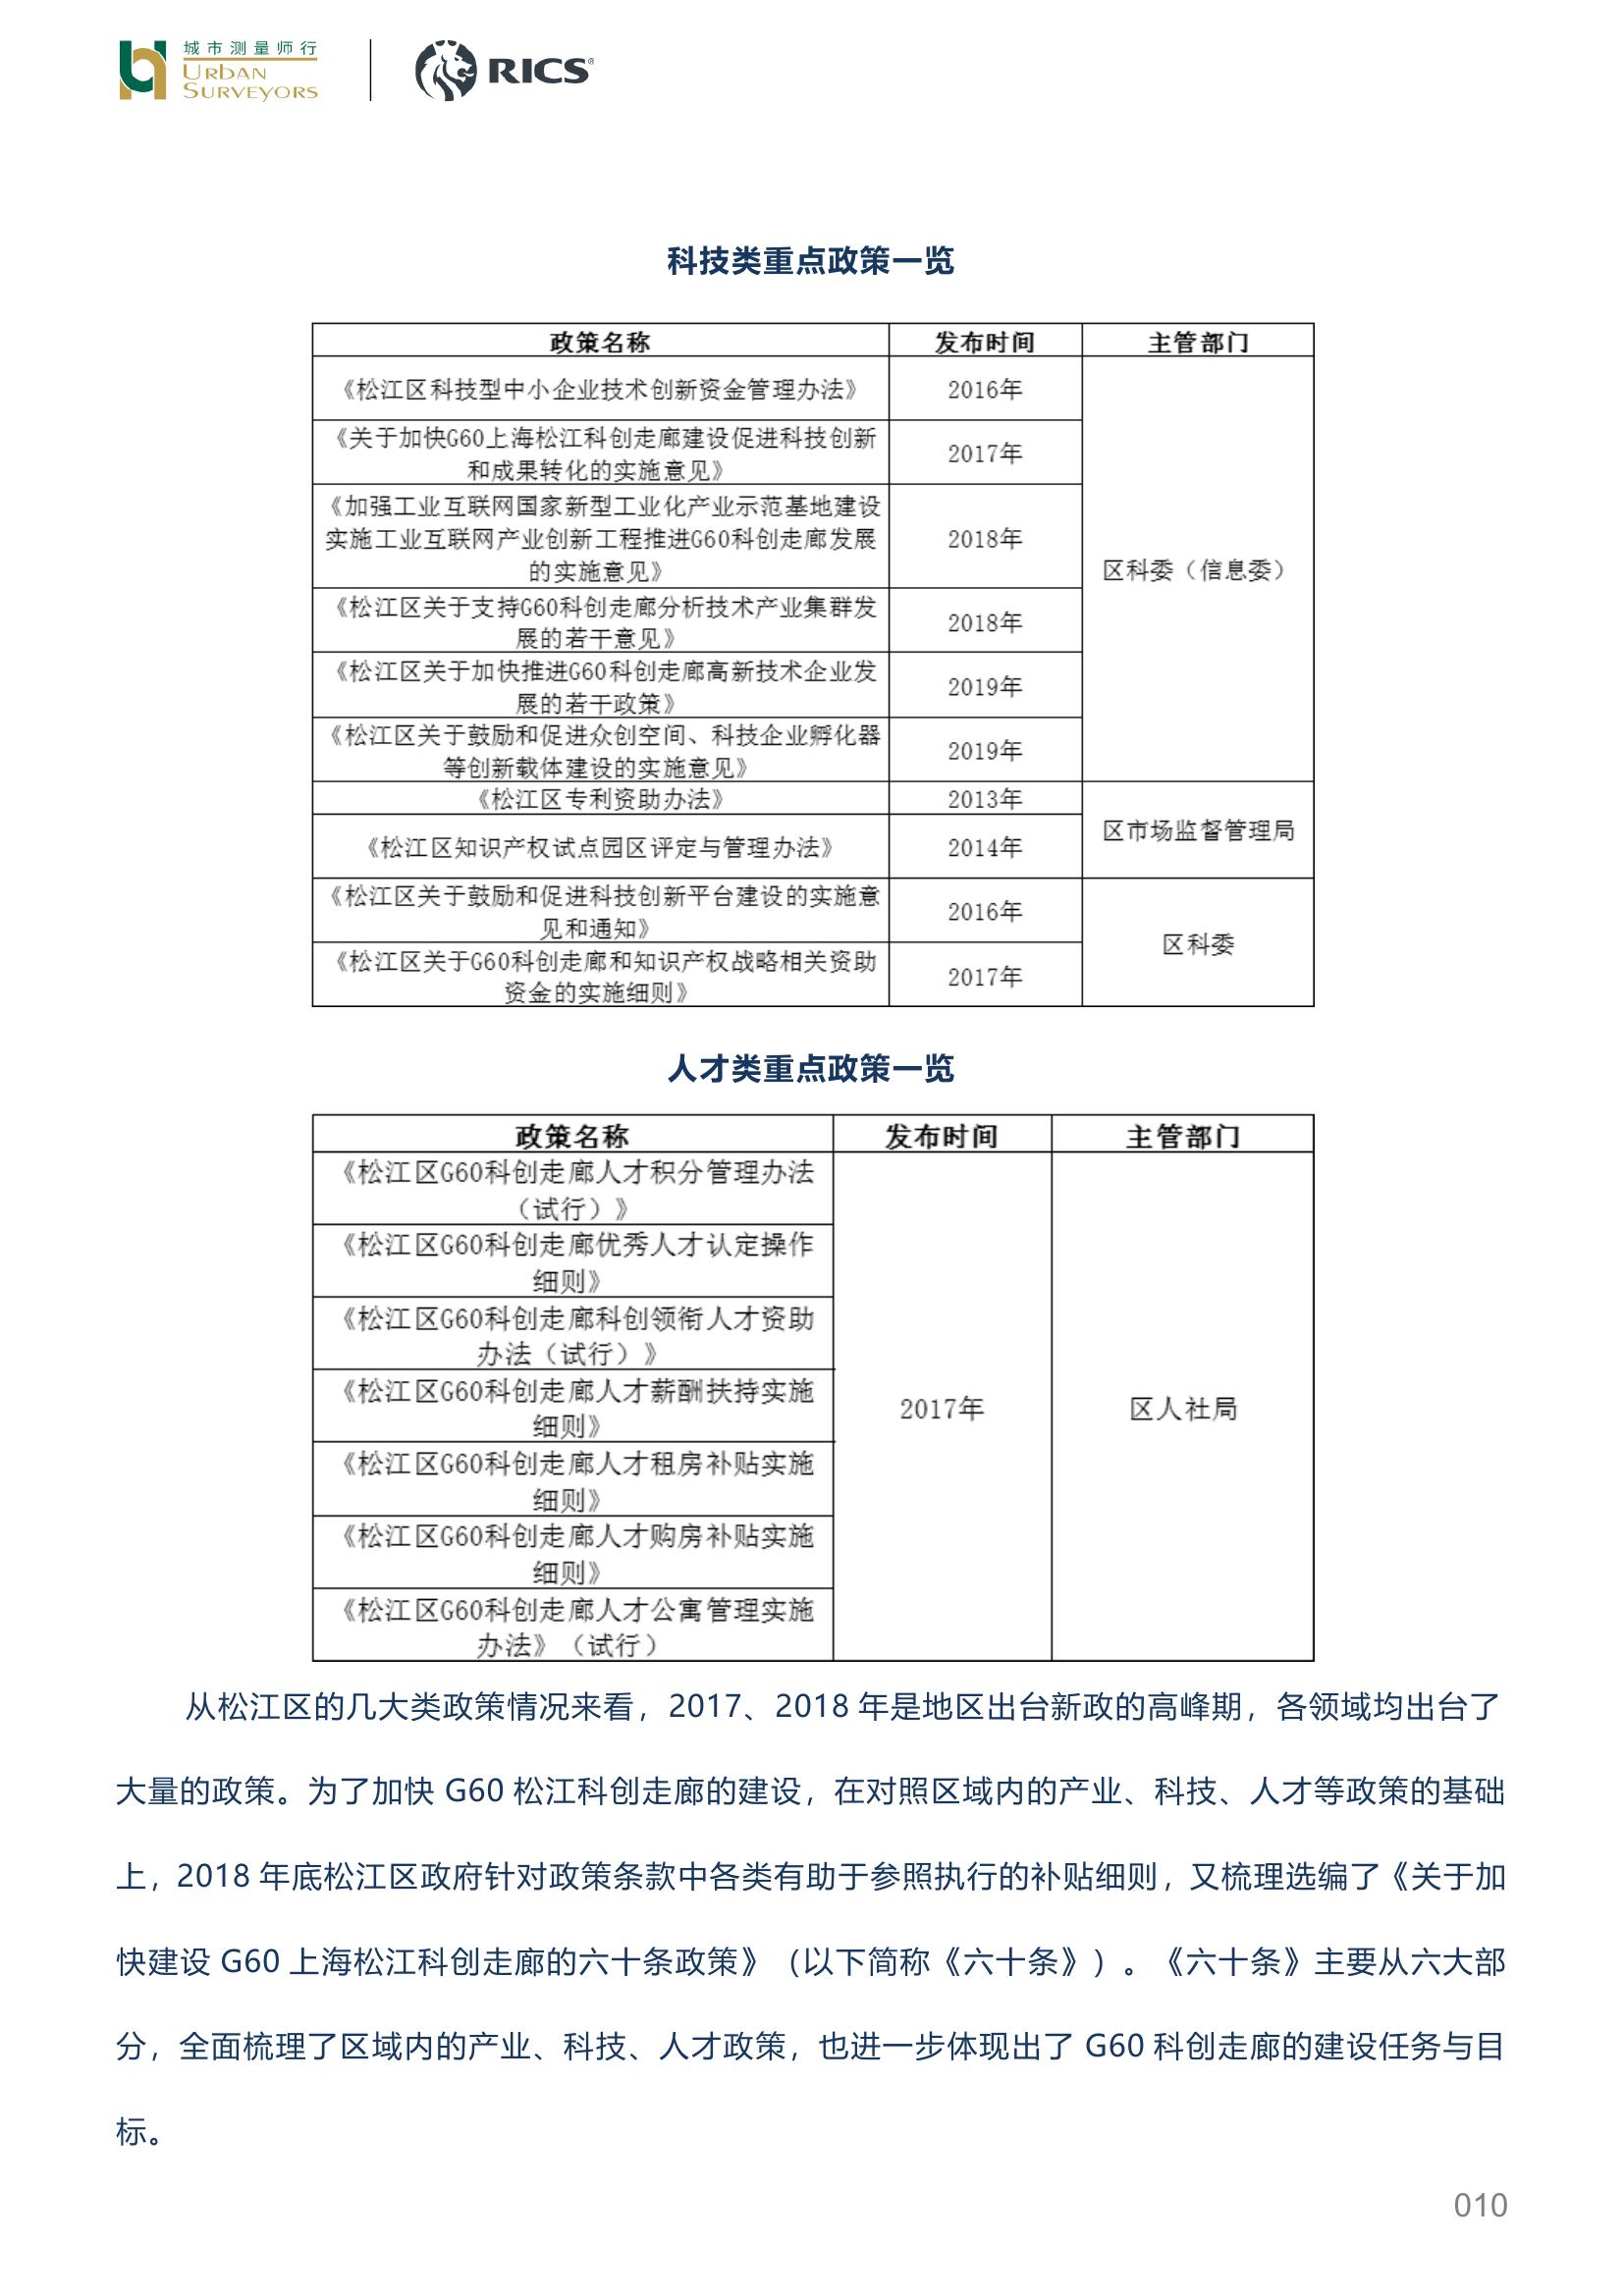 城市测量师行
URBAN
SURVEYORS
RICS®
科技类重点政策一览
政策名称 发布时间 主管部门
《松江区科技型中小企业技术创新资金管理办法》 2016年
《关于加快G60上海松江科创走廊建设促进科技创新
和成果转化的实施意见》 2017年
《加强工业互联网国家新型工业化产业示范基地建设
实施工业互联网产业创新工程推进G60科创走廊发展
的实施意见》 2018年
区科委（信息委）
《松江区关于支持G60科创走廊分析技术产业集群发
展的若干意见》 2018年
《松江区关于加快推进G60科创走廊高新技术企业发
展的若干政策》 2019年
《松江区关于鼓励和促进众创空间、科技企业孵化器
等创新载体建设的实施意见》 2019年
《松江区专利资助办法》 2013年
区市场监督管理局
《松江区知识产权试点园区评定与管理办法》 2014年
《松江区关于鼓励和促进科技创新平台建设的实施意
见和通知》 2016年
区科委
《松江区关于G60科创走廊和知识产权战略相关资助
资金的实施细则》 2017年
人才类重点政策一览
政策名称 发布时间 主管部门
《松江区G60科创走廊人才积分管理办法
（试行）》
《松江区G60科创走廊优秀人才认定操作
细则》
《松江区G60科创走廊科创领衔人才资助
办法（试行）》
《松江区G60科创走廊人才薪酬扶持实施
细则》
2017年 区人社局
《松江区G60科创走廊人才租房补贴实施
细则》
《松江区G60科创走廊人才购房补贴实施
细则》
《松江区G60科创走廊人才公寓管理实施
办法》（试行）
从松江区的几大类政策情况来看，2017、2018 年是地区出台新政的高峰期，各领域均出台了
大量的政策。为了加快 G60 松江科创走廊的建设，在对照区域内的产业、科技、人才等政策的基础
上，2018 年底松江区政府针对政策条款中各类有助于参照执行的补贴细则，又梳理选编了《关于加
快建设 G60 上海松江科创走廊的六十条政策》（以下简称《六十条》）。《六十条》主要从六大部
分，全面梳理了区域内的产业、科技、人才政策，也进一步体现出了 G60 科创走廊的建设任务与目
标。
010